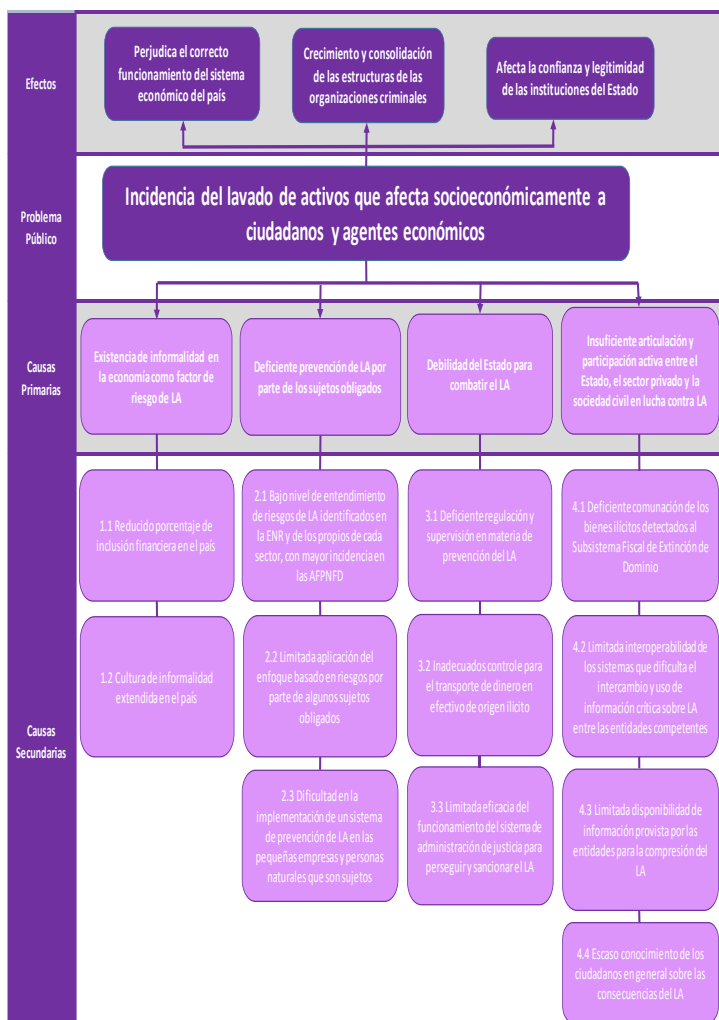 Efectos
Perjudica el correcto
funcionamiento del sistema
económico del país
Crecimiento y consolidación
de las estructuras de las
organizaciones criminales
Afecta la confianza y legitimidad
de las instituciones del Estado
Problema
Público
Incidencia del lavado de activos que afecta socioeconómicamente a
ciudadanos y agentes económicos
Causas
Primarias
Existencia de informalidad en
la economía como factor de
riesgo de LA
Deficiente prevención de LA por
parte de los sujetos obligados
Debilidad del Estado para
combatir el LA
Insuficiente articulación y
participación activa entre el
Estado, el sector privado y la
sociedad civil en lucha contra LA
Causas
Secundarias
1.1 Reducido porcentaje de
inclusión financiera en el país
1.2 Cultura de informalidad
extendida en el país
2.1 Bajo nivel de entendimiento
de riesgos de LA identificados en
la ENR y de los propios de cada
sector, con mayor incidencia en
las AFPNFD
2.2 Limitada aplicación del
enfoque basado en riesgos por
parte de algunos sujetos
obligados
2.3 Dificultad en la
implementación de un sistema
de prevención de LA en las
pequeñas empresas y personas
naturales que son sujetos
3.1 Deficiente regulación y
supervisión en materia de
prevención del LA
3.2 Inadecuados controle para
el transporte de dinero en
efectivo de origen ilícito
3.3 Limitada eficacia del
funcionamiento del sistema de
administración de justicia para
perseguir y sancionar el LA
4.1 Deficiente comunación de los
bienes ilícitos detectados al
Subsistema Fiscal de Extinción de
Dominio
4.2 Limitada interoperabilidad de
los sistemas que dificulta el
intercambio y uso de
información crítica sobre LA
entre las entidades competentes
4.3 Limitada disponibilidad de
información provista por las
entidades para la compresión del
LA
4.4 Escaso conocimiento de los
ciudadanos en general sobre las
consecuencias del LA